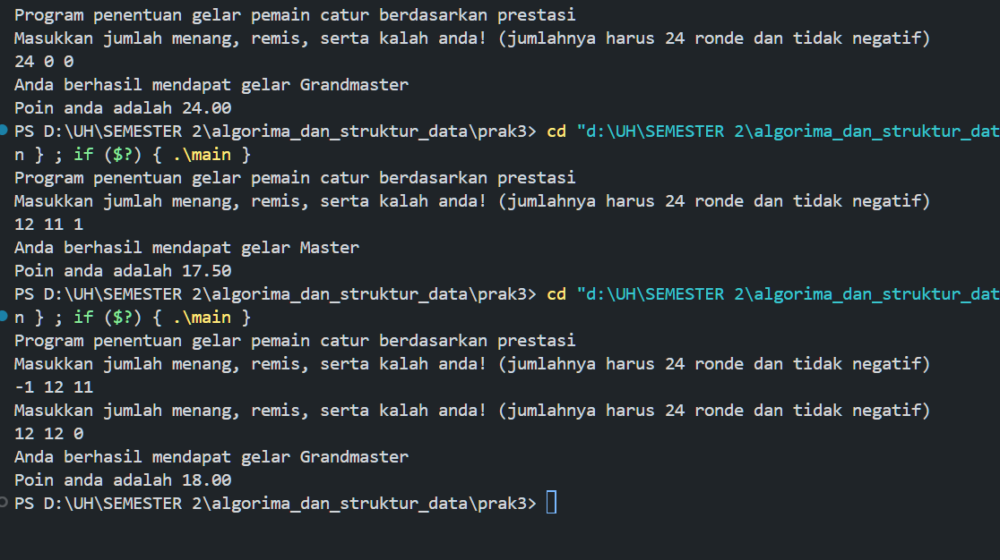 Program penentuan gelar pemain catur berdasarkan prestasi
Masukkan jumlah menang, remis, serta kalah anda! (jumlahnya harus 24 ronde dan tidak negatif)
24 0 0
Anda berhasil mendapat gelar Grandmaster
Poin anda adalah 24.00
PS D:\UH\SEMESTER 2\algorima_dan_struktur_data\prak3> cd "d:\UH\SEMESTER 2\algorima_dan_struktur_dat
n } ; if ($?) { .\main }
Program penentuan gelar pemain catur berdasarkan prestasi
Masukkan jumlah menang, remis, serta kalah anda! (jumlahnya harus 24 ronde dan tidak negatif)
12 11 1
Anda berhasil mendapat gelar Master
Poin anda adalah 17.50
PS D:\UH\SEMESTER 2\algorima_dan_struktur_data\prak3> cd "d:\UH\SEMESTER 2\algorima_dan_struktur_dat
n } ; if ($?) { .\main }
Program penentuan gelar pemain catur berdasarkan prestasi
Masukkan jumlah menang, remis, serta kalah anda! (jumlahnya harus 24 ronde dan tidak negatif)
-1 12 11
Masukkan jumlah menang, remis, serta kalah anda! (jumlahnya harus 24 ronde dan tidak negatif)
12 12 0
Anda berhasil mendapat gelar Grandmaster
Poin anda adalah 18.00
PS D:\UH\SEMESTER 2\algorima_dan_struktur_data\prak3>